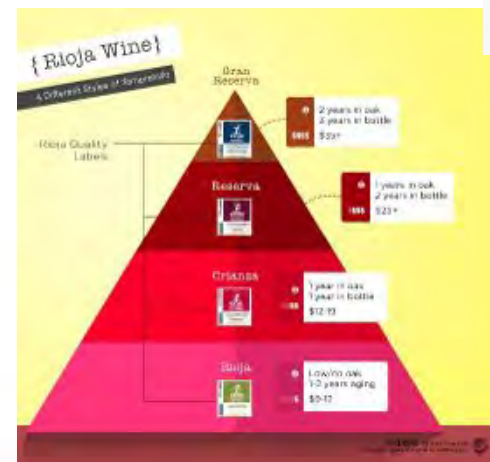 { Rioja Wine }
4 Different Styles of Tempranillo
Gran
Reserva
2 years in oak
3 years in bottle
$$$$ $35+
Rioja Quality
Labels
Reserva
1 years in oak
2 years in bottle
$25+
Crianza
1 year in oak
1 year in bottle
$12-19
Rioja
Low/no oak
1-2 years aging
$9-12